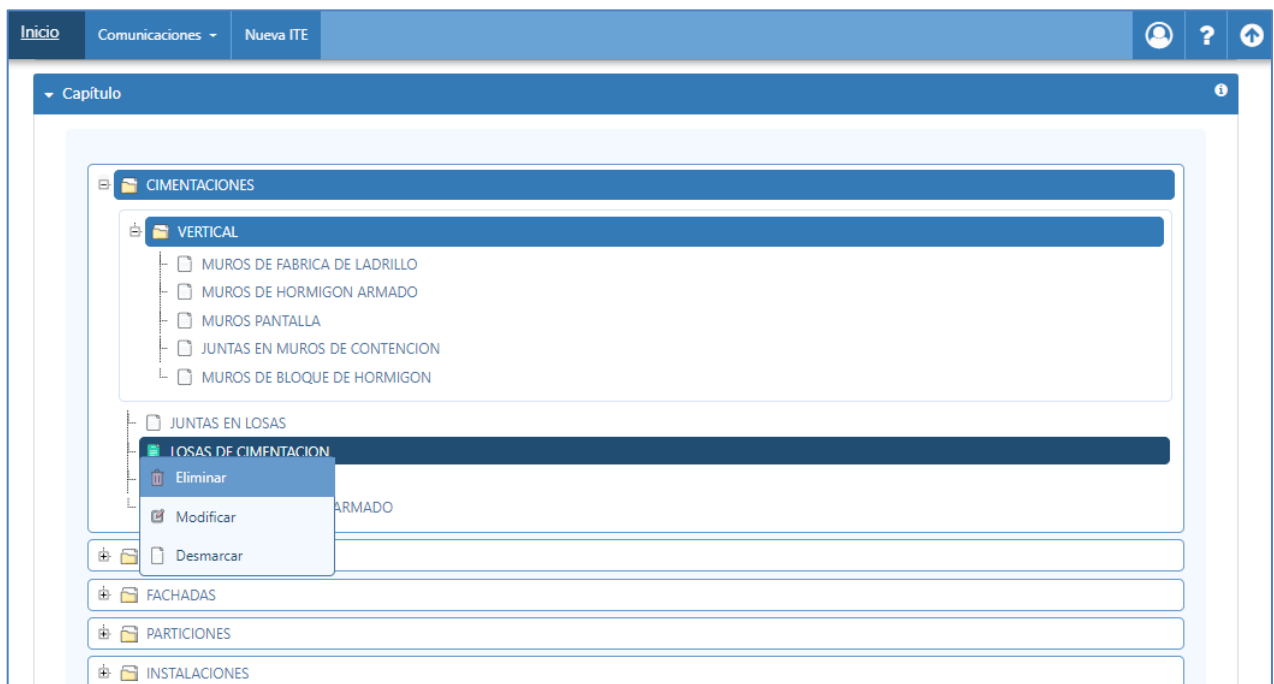 Inicio Comunicaciones Nueva ITE ?
Capítulo
CIMENTACIONES
VERTICAL
MUROS DE FABRICA DE LADRILLO
MUROS DE HORMIGON ARMADO
MUROS PANTALLA
JUNTAS EN MUROS DE CONTENCION
MUROS DE BLOQUE DE HORMIGON
JUNTAS EN LOSAS
LOSAS DE CIMENTACION
Eliminar
ARMADO
Modificar
Desmarcar
FACHADAS
PARTICIONES
INSTALACIONES